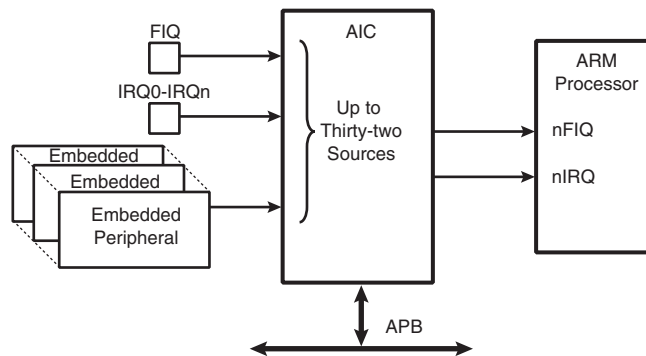 FIQ
IRQ0-IRQn
Embedded
Embedded
Embedded
Peripheral
AIC
Up to
Thirty-two
Sources
APB
ARM
Processor
nFIQ
nIRQ